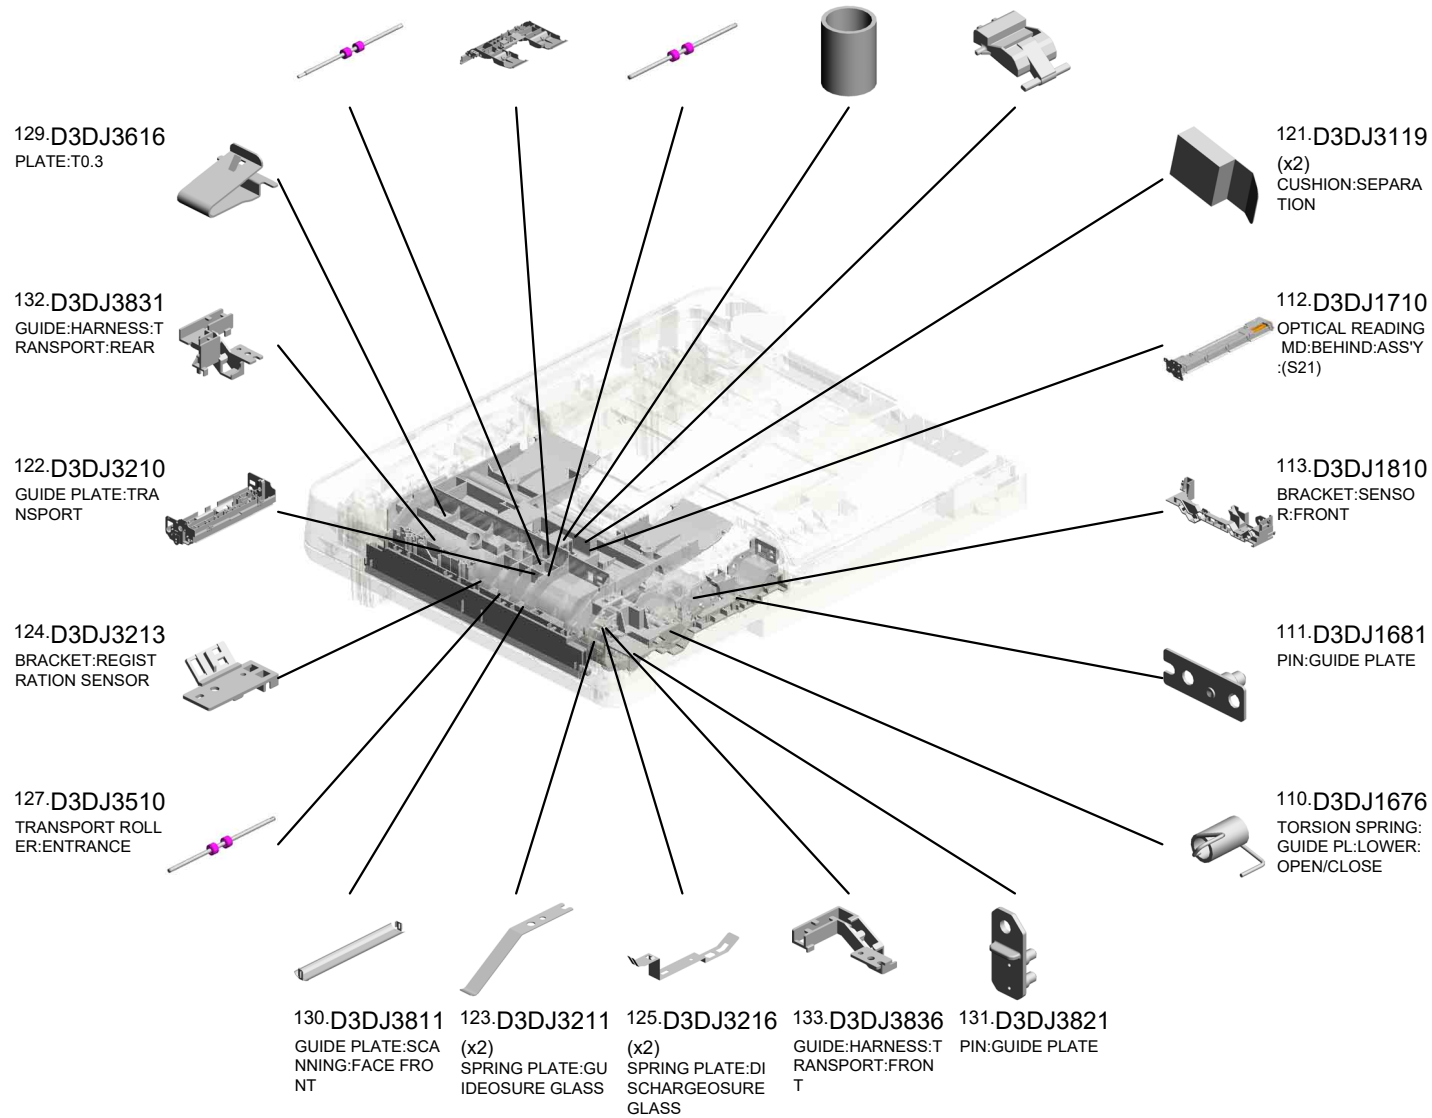 129.D3DJ3616
PLATE:T0.3
132.D3DJ3831
GUIDE:HARNESS:T
RANSPORT:REAR
122.D3DJ3210
GUIDE PLATE:TRA
NSPORT
124.D3DJ3213
BRACKET:REGIST
RATION SENSOR
127.D3DJ3510
TRANSPORT ROLL
ER:ENTRANCE
121.D3DJ3119
(x2)
CUSHION:SEPARA
TION
112.D3DJ1710
OPTICAL READING
MD:BEHIND:ASS'Y
:(S21)
113.D3DJ1810
BRACKET:SENSO
R:FRONT
111.D3DJ1681
PIN:GUIDE PLATE
110.D3DJ1676
TORSION SPRING:
GUIDE PL:LOWER:
OPEN/CLOSE
130.D3DJ3811
GUIDE PLATE:SCA
NNING:FACE FRO
NT
123.D3DJ3211
(x2)
SPRING PLATE:GU
IDEOSURE GLASS
125.D3DJ3216
(x2)
SPRING PLATE:DI
SCHARGEOSURE
GLASS
133.D3DJ3836
GUIDE:HARNESS:T
RANSPORT:FRON
T
131.D3DJ3821
PIN:GUIDE PLATE